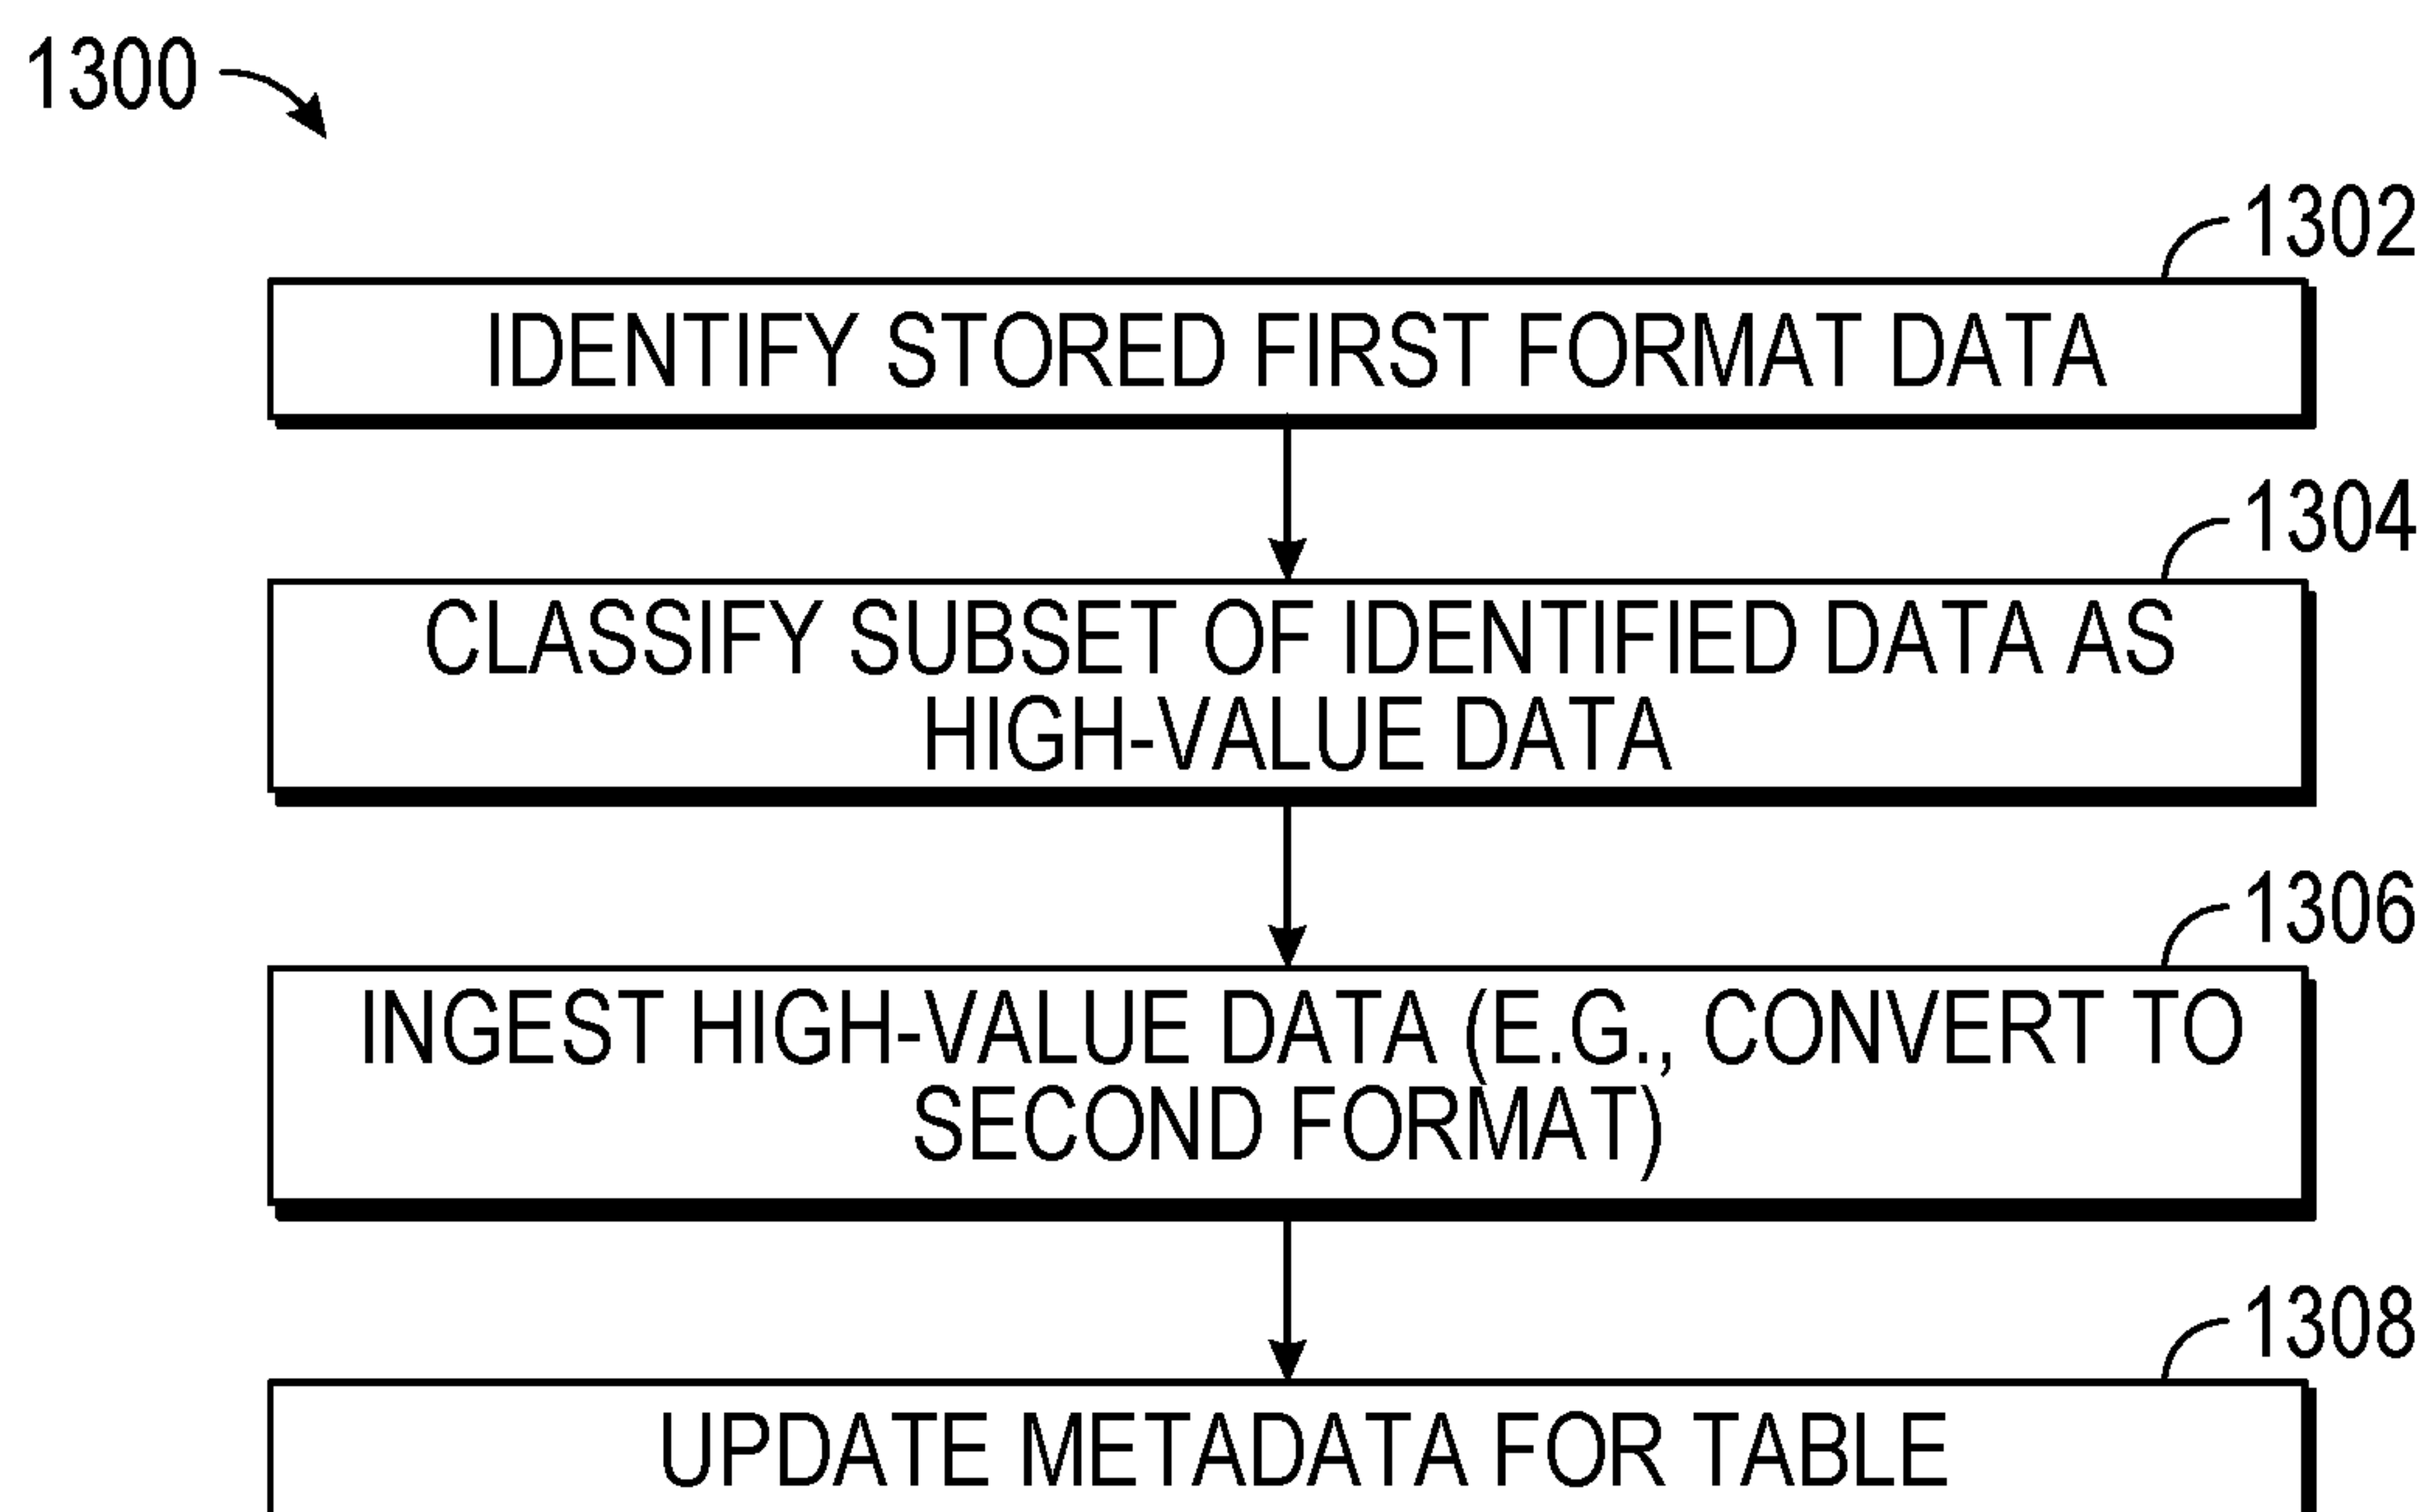 1300
1302
IDENTIFY STORED FIRST FORMAT DATA
1304
CLASSIFY SUBSET OF IDENTIFIED DATA AS
HIGH-VALUE DATA
1306
INGEST HIGH-VALUE DATA (E.G., CONVERT TO
SECOND FORMAT)
1308
UPDATE METADATA FOR TABLE